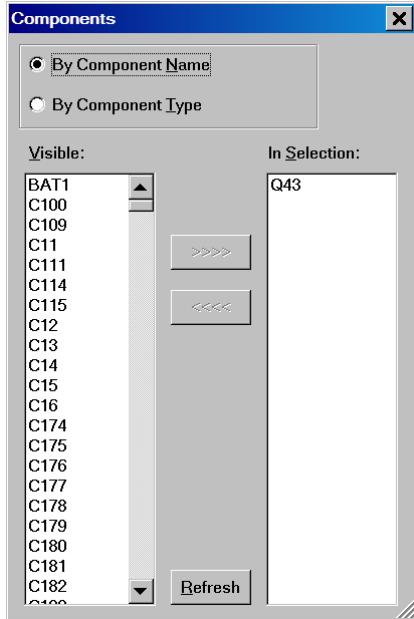 Components
By Component Name
By Component Type
Visible:
In Selection:
BAT1
C100
C109
C11
C111
C114
C115
C12
C13
C14
C15
C16
C174
C175
C176
C177
C178
C179
C180
C181
C182
>>>>
<<<<
Refresh
Q43